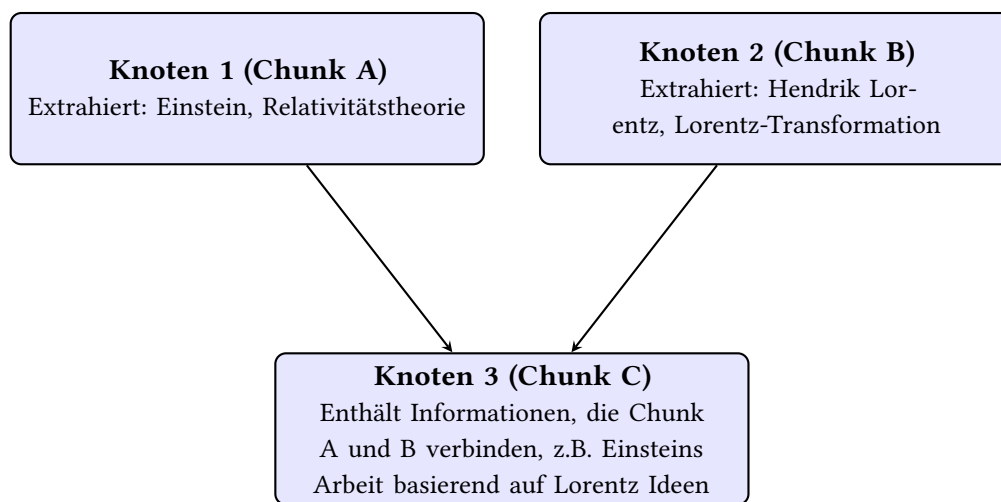 Knoten 1 (Chunk A)
Extrahiert: Einstein, Relativitätstheorie
Knoten 2 (Chunk B)
Extrahiert: Hendrik Lor-
entz, Lorentz-Transformation
Knoten 3 (Chunk C)
Enthält Informationen, die Chunk
A und B verbinden, z.B. Einsteins
Arbeit basierend auf Lorentz Ideen